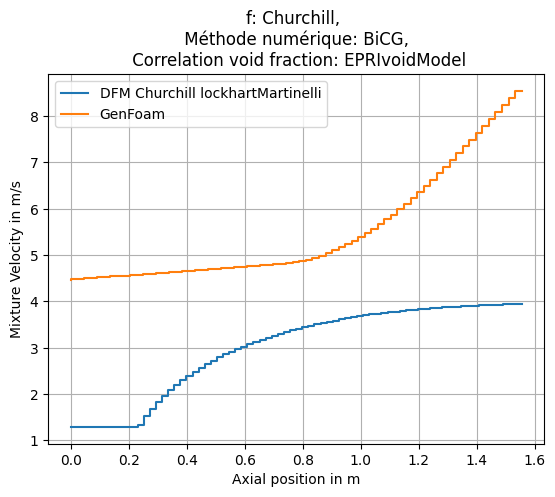 f: Churchill,
Méthode numérique: BiCG,
Correlation void fraction: EPRIvoidModel
DFM Churchill lockhartMartinelli
GenFoam
Mixture Velocity in m/s
8
7
6
5
4
3
2
1
0.0 0.2 0.4 0.6 0.8 1.0 1.2 1.4 1.6
Axial position in m